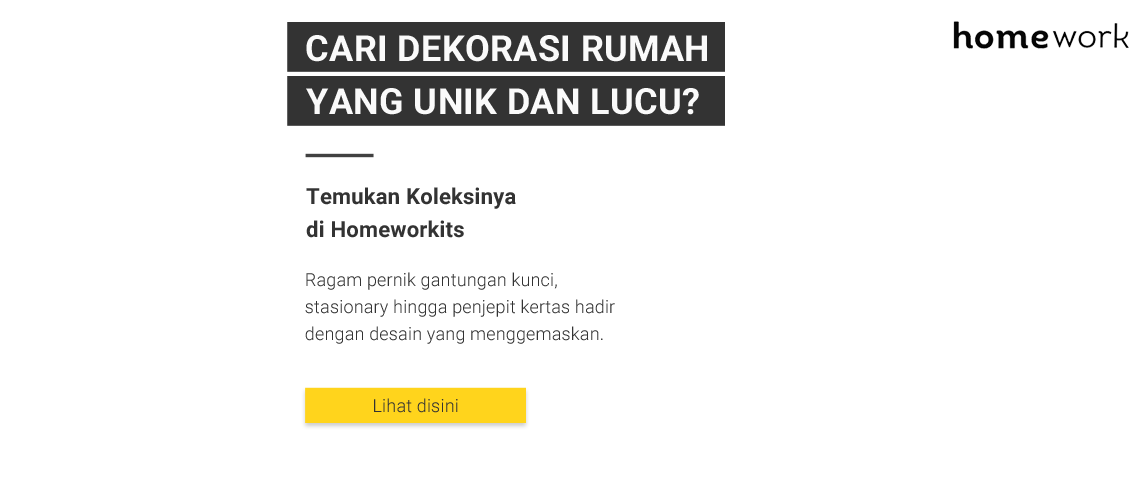 CARI DEKORASI RUMAH
YANG UNIK DAN LUCU?
homework
Temukan Koleksinya
di Homeworkits
Ragam pernik gantungan kunci,
stasionary hingga penjepit kertas hadir
dengan desain yang menggemaskan.
Lihat disini